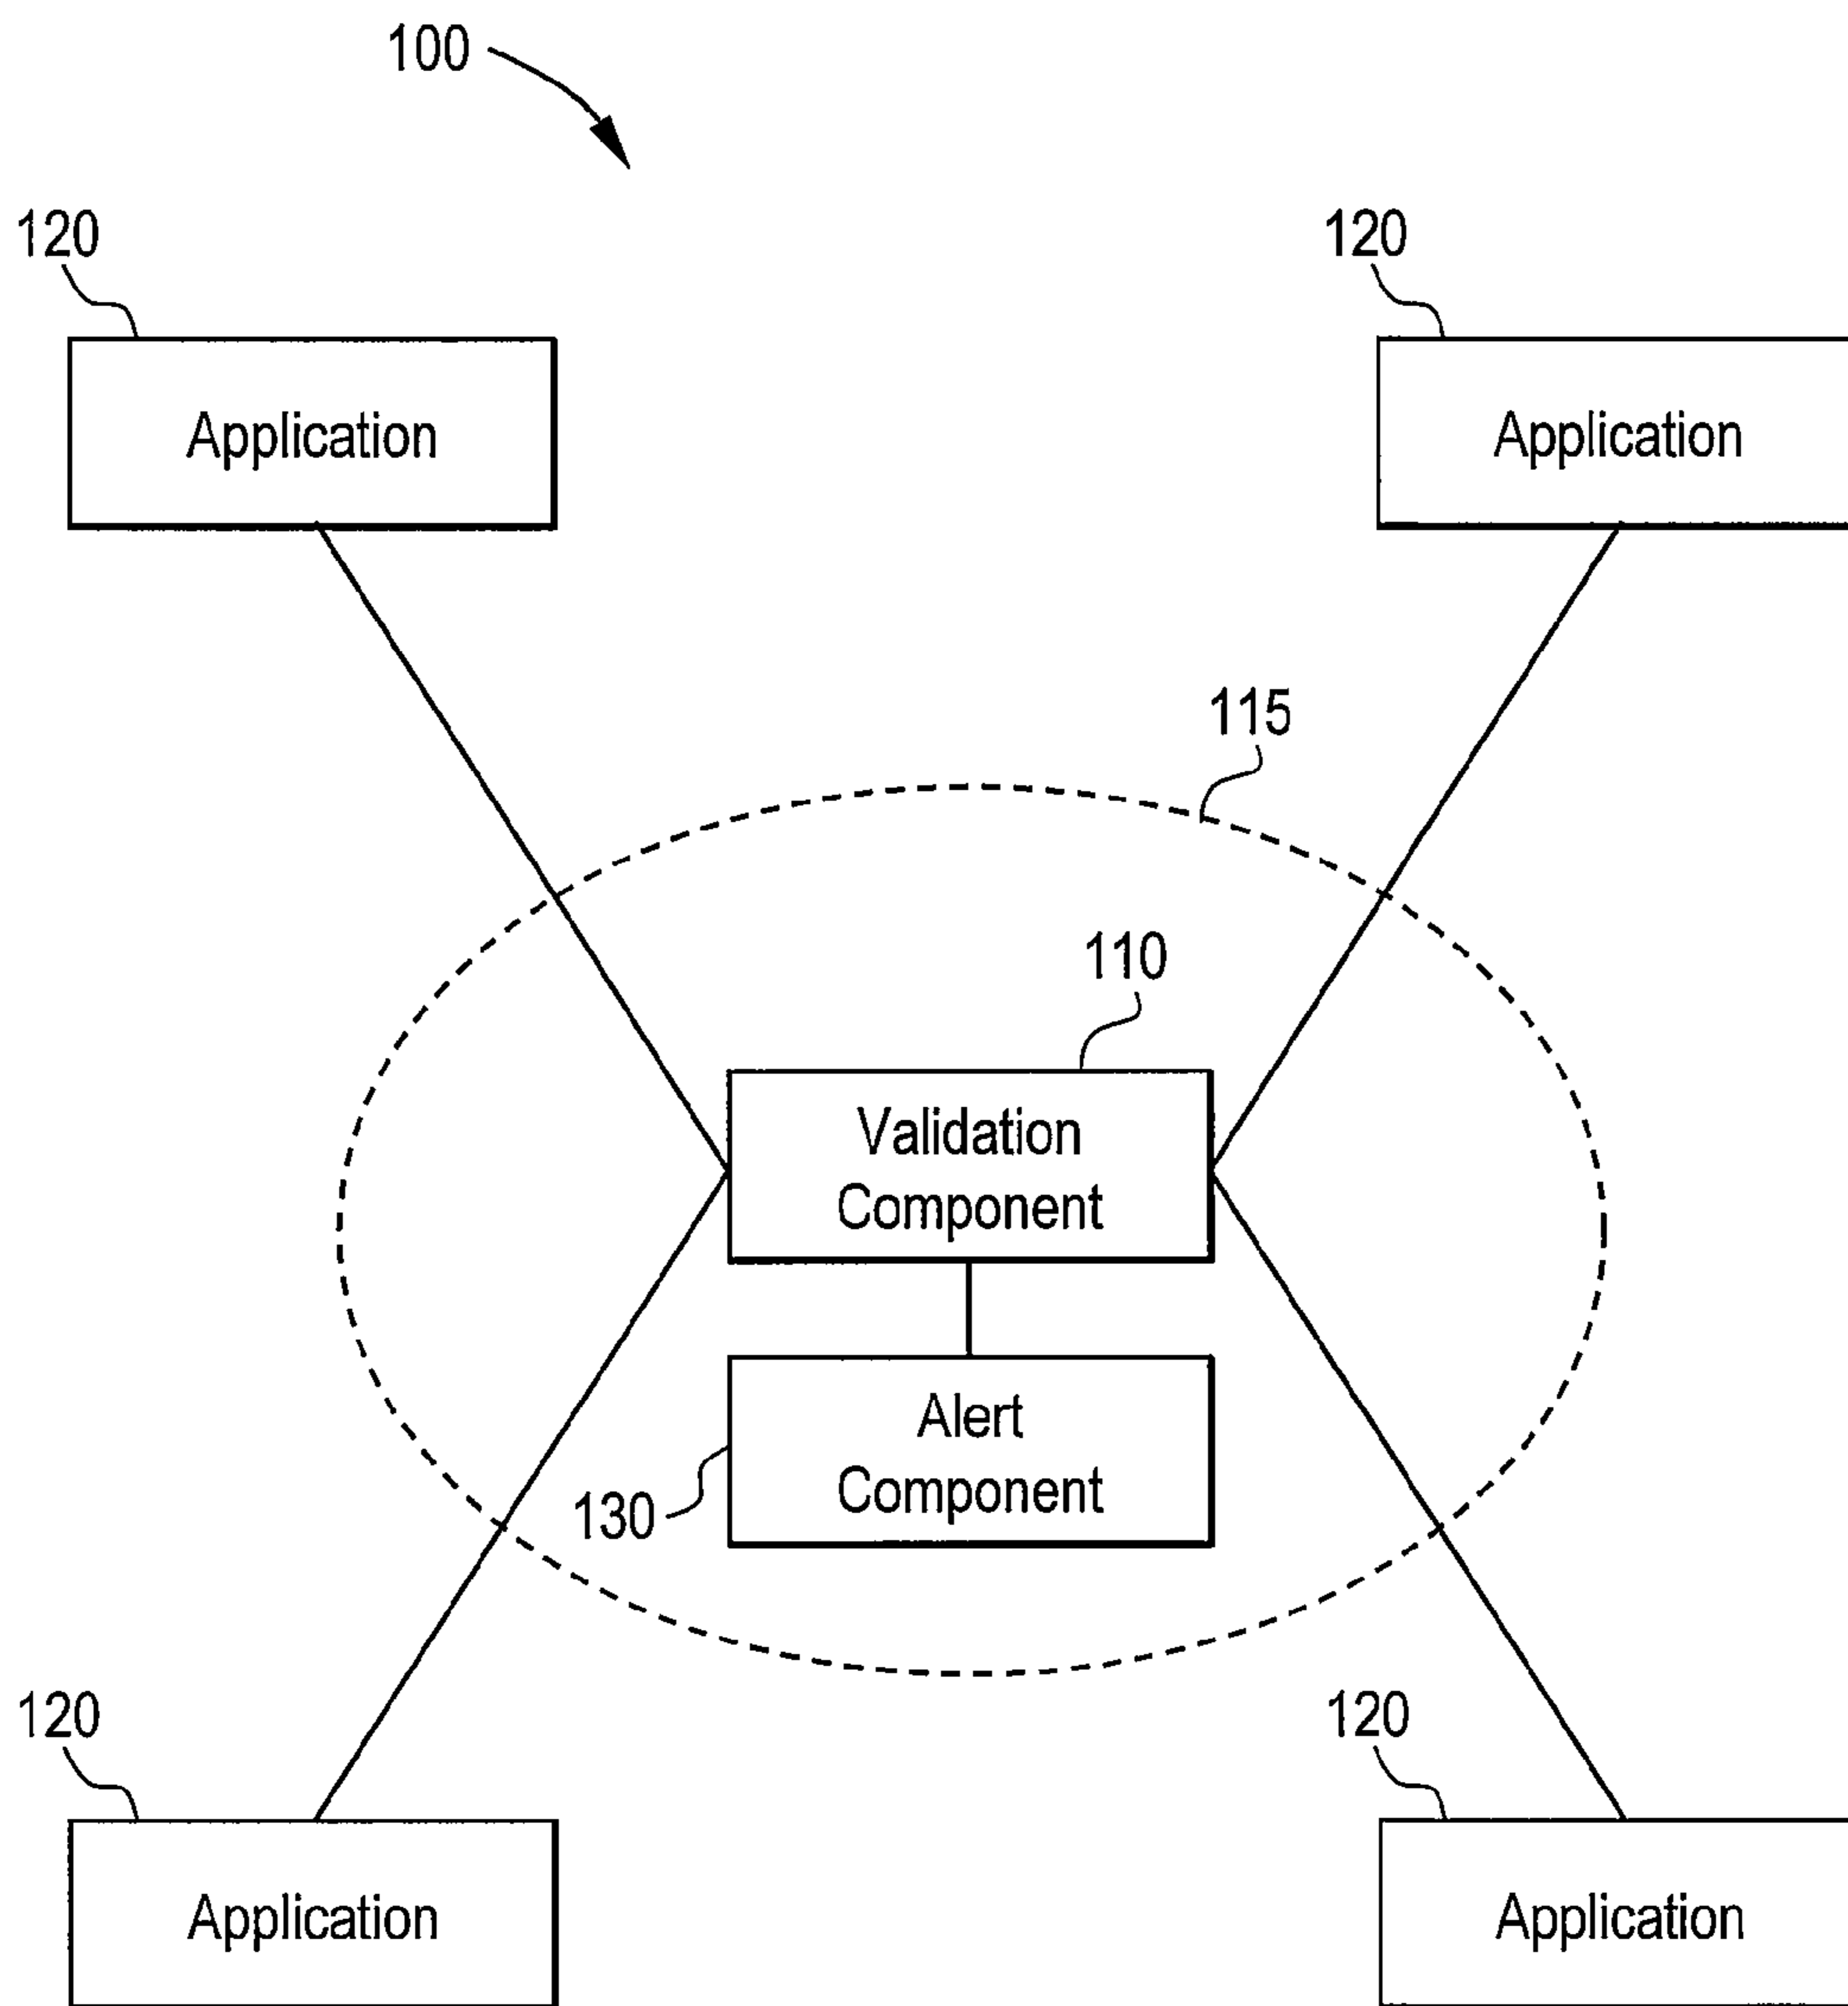 100
120
120
Application
Application
115
110
Validation
Component
Alert
Component
130
120
120
Application
Application